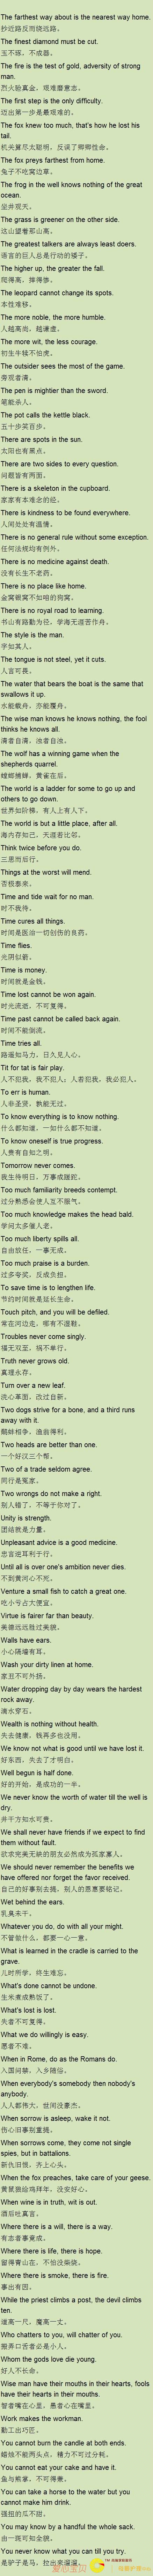 The farthest way about is the nearest way home.
抄近路反而绕远路。
The finest diamond must be cut.
玉不琢，不成器。
The fire is the test of gold, adversity of strong
man.
烈火验真金，艰难磨意志。
The first step is the only difficulty.
迈出第一步是最艰难的。
The fox knew too much, that's how he lost his
tail.
机关算尽太聪明，反误了卿卿性命。
The fox preys farthest from home.
兔子不吃窝边草。
The frog in the well knows nothing of the great
ocean.
坐井观天。
The grass is greener on the other side.
这山望着那山高。
The greatest talkers are always least doers.
语言的巨人总是行动的矮子。
The higher up, the greater the fall.
爬得高，摔得惨。
The leopard cannot change its spots.
本性难移。
The more noble, the more humble.
人越高尚，越谦虚。
The more wit, the less courage.
初生牛犊不怕虎。
The outsider sees the most of the game.
旁观者清。
The pen is mightier than the sword.
笔能杀人。
The pot calls the kettle black.
五十步笑百步。
There are spots in the sun.
太阳也有黑点。
There are two sides to every question.
问题皆有两面。
There is a skeleton in the cupboard.
家家有本难念的经。
There is kindness to be found everywhere.
人间处处有温情。
There is no general rule without some exception.
任何法规均有例外。
There is no medicine against death.
没有长生不老药。
There is no place like home.
金窝银窝不如咱的狗窝。
There is no royal road to learning.
书山有路勤为径，学海无涯苦作舟。
The style is the man.
字如其人。
The tongue is not steel, yet it cuts.
人言可畏。
The water that bears the boat is the same that
swallows it up.
水能载舟，亦能覆舟。
The wise man knows he knows nothing, the fool
thinks he knows all.
清者自清，浊者自浊。
The wolf has a winning game when the
shepherds quarrel.
螳螂捕蝉，黄雀在后。
The world is a ladder for some to go up and
others to go down.
世界如阶梯，有人上有人下。
The world is but a little place, after all.
海内存知己，天涯若比邻。
Think twice before you do.
三思而后行。
Things at the worst will mend.
否极泰来。
Time and tide wait for no man.
时不我待。
Time cures all things.
时间是医治一切创伤的良药。
Time flies.
光阴似箭。
Time is money.
时间就是金钱。
Time lost cannot be won again.
时光流逝，不可复得。
Time past cannot be called back again.
时间不能倒流。
Time tries all.
路遥知马力，日久见人心。
Tit for tat is fair play.
人不犯我，我不犯人；人若犯我，我必犯人。
To err is human.
人非圣贤，孰能无过。
To know everything is to know nothing.
什么都知道，一如什么都不知道。
To know oneself is true progress.
人贵有自知之明。
Tomorrow never comes.
我生待明日，万事成蹉跎。
Too much familiarity breeds contempt.
过分熟悉会使人互不服气。
Too much knowledge makes the head bald.
学问太多催人老。
Too much liberty spills all.
自由放任，一事无成。
Too much praise is a burden.
过多夸奖，反成负担。
To save time is to lengthen life.
节约时间就是延长生命。
Touch pitch, and you will be defiled.
常在河边走，哪有不湿鞋。
Troubles never come singly.
福无双至，祸不单行。
Truth never grows old.
真理永存。
Turn over a new leaf.
洗心革面，改过自新。
Two dogs strive for a bone, and a third runs
away with it.
鹬蚌相争，渔翁得利。
Two heads are better than one.
一个好汉三个帮。
Two of a trade seldom agree.
同行是冤家。
Two wrongs do not make a right.
别人错了，不等于你对了。
Unity is strength.
团结就是力量。
Unpleasant advice is a good medicine.
忠言逆耳利于行。
Until all is over one's ambition never dies.
不到黄河心不死。
Venture a small fish to catch a great one.
吃小亏占大便宜。
Virtue is fairer far than beauty.
美德远远胜过美貌。
Walls have ears.
小心隔墙有耳。
Wash your dirty linen at home.
家丑不可外扬。
Water dropping day by day wears the hardest
rock away.
滴水穿石。
Wealth is nothing without health.
失去健康，钱再多也没用。
We know not what is good until we have lost it.
好东西，失去了才明白。
Well begun is half done.
好的开始，是成功的一半。
We never know the worth of water till the well is
dry.
井干方知水可贵。
We shall never have friends if we expect to find
them without fault.
欲求完美无缺的朋友必然成为孤家寡人。
We should never remember the benefits we
have offered nor forget the favor received.
自己的好事别去提，别人的恩惠要铭记。
Wet behind the ears.
乳臭未干。
Whatever you do, do with all your might.
不管做什么，都要一心一意。
What is learned in the cradle is carried to the
grave.
儿时所学，终生难忘。
What's done cannot be undone.
生米煮成熟饭了。
What's lost is lost.
失者不可复得。
What we do willingly is easy.
愿者不难。
When in Rome, do as the Romans do.
入国问禁，入乡随俗。
When everybody's somebody then nobody's
anybody.
人人都伟大，世间没豪杰。
When sorrow is asleep, wake it not.
伤心旧事别重提。
When sorrows come, they come not single
spies, but in battalions.
新仇旧恨，齐上心头。
When the fox preaches, take care of your geese.
黄鼠狼给鸡拜年，没安好心。
When wine is in truth, wit is out.
酒后吐真言。
Where there is a will, there is a way.
有志者事竟成。
Where there is life, there is hope.
留得青山在，不怕没柴烧。
Where there is smoke, there is fire.
事出有因。
While the priest climbs a post, the devil climbs
ten.
道高一尺，魔高一丈。
Who chatters to you, will chatter of you.
搬弄口舌者必是小人。
Whom the gods love die young.
好人不长命。
Wise man have their mouths in their hearts, fools
have their hearts in their mouths.
智者嘴在心里，愚者心在嘴里。
Work makes the workman.
勤工出巧匠。
You cannot burn the candle at both ends.
蜡烛不能两头点，精力不可过分耗。
You cannot eat your cake and have it.
鱼与熊掌，不可得兼。
You can take a horse to the water but you
cannot make him drink.
强扭的瓜不甜。
You may know by a handful the whole sack.
由一斑可知全貌。
You never know what you can till you try.
是驴子是马，拉出来遛遛。